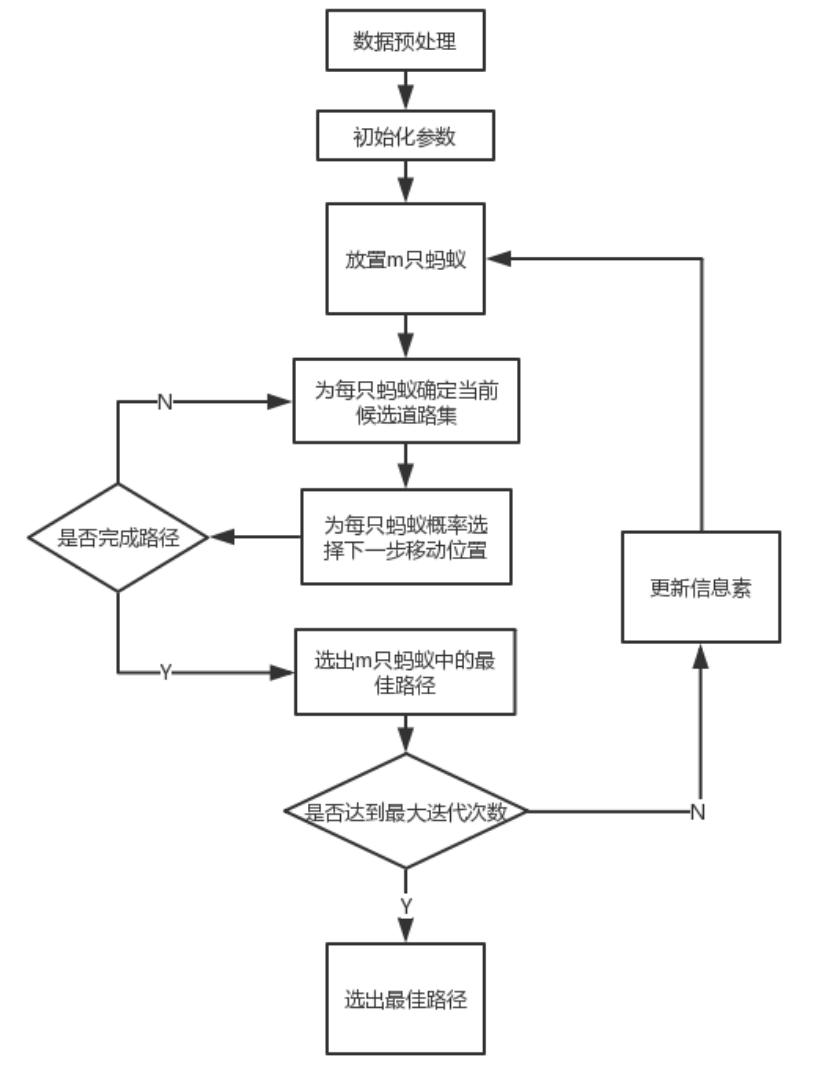 数据预处理
初始化参数
放置m只蚂蚁
为每只蚂蚁确定当前
候选道路集
N
为每只蚂蚁概率选
择下一步移动位置
是否完成路径
更新信息素
Y
选出m只蚂蚁中的最
佳路径
是否达到最大迭代次数
N
Y
选出最佳路径